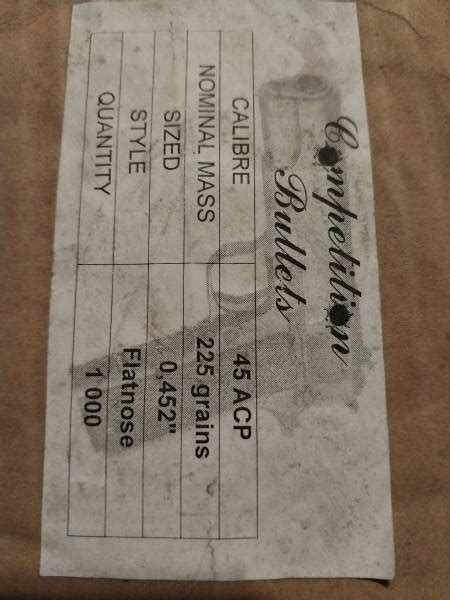 Competition
Bullets
CALIBRE 45 ACP
NOMINAL MASS 225 grains
SIZED 0,452"
STYLE Flatnose
QUANTITY 1 000